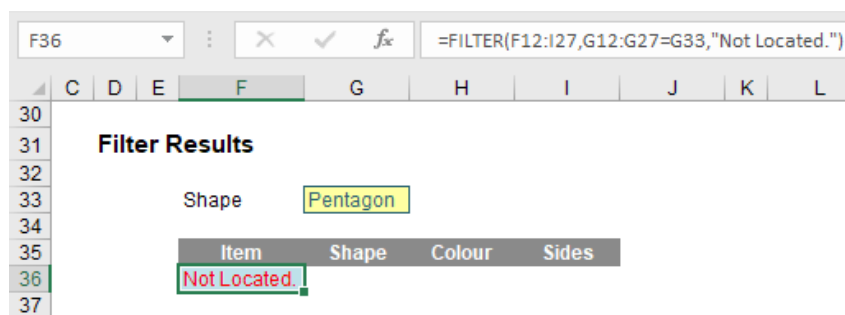 F36 fx =FILTER(F12:I27,G12:G27=G33,"Not Located.")
C D E F G H I J K L
30
31 Filter Results
32
33 Shape Pentagon
34
35 Item Shape Colour Sides
36 Not Located.
37